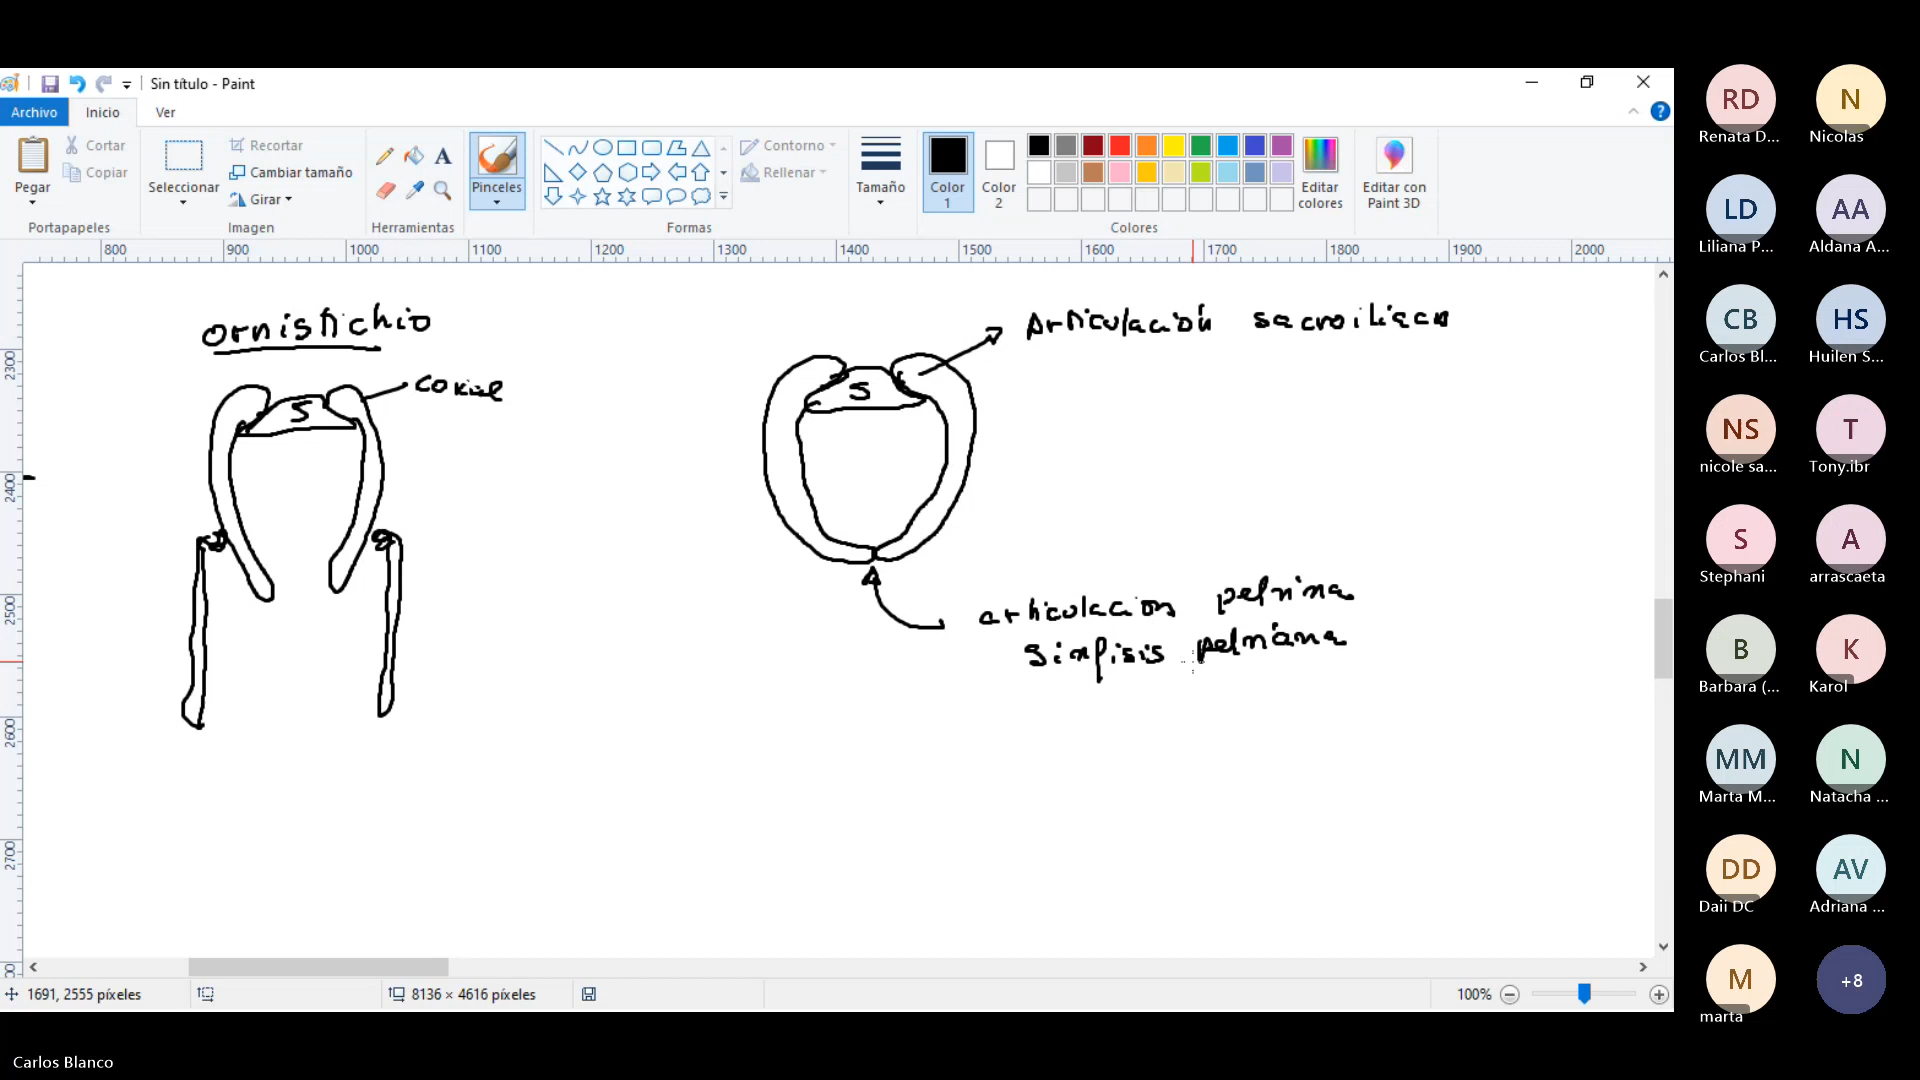 Sin título - Paint
Archivo Inicio Ver
Pegar
Cortar
Copiar
Portapapeles
Seleccionar
Recortar
Cambiar tamaño
Girar
Imagen
A
Herramientas
Pinceles
Formas
Contorno
Rellenar
Tamaño
Color 1
Color 2
Editar colores
Colores
Editar con Paint 3D
800 900 1000 1100 1200 1300 1400 1500 1600 1700 1800 1900 2000
2300
2400
2500
2600
2700
ornistichio
coxal
S
Articulación sacroiliaca
S
articulacion pelvina
Sinfisis pelviana
1691, 2555 píxeles
8136 × 4616 píxeles
100%
RD
Renata D...
N
Nicolas
LD
Liliana P...
AA
Aldana A...
CB
Carlos Bl...
HS
Huilen S...
NS
nicole sa...
T
Tony.ibr
S
Stephani
A
arrascaeta
B
Barbara (...
K
Karol
MM
Marta M...
N
Natacha ...
DD
Daii DC
AV
Adriana ...
M
marta
+8
Carlos Blanco